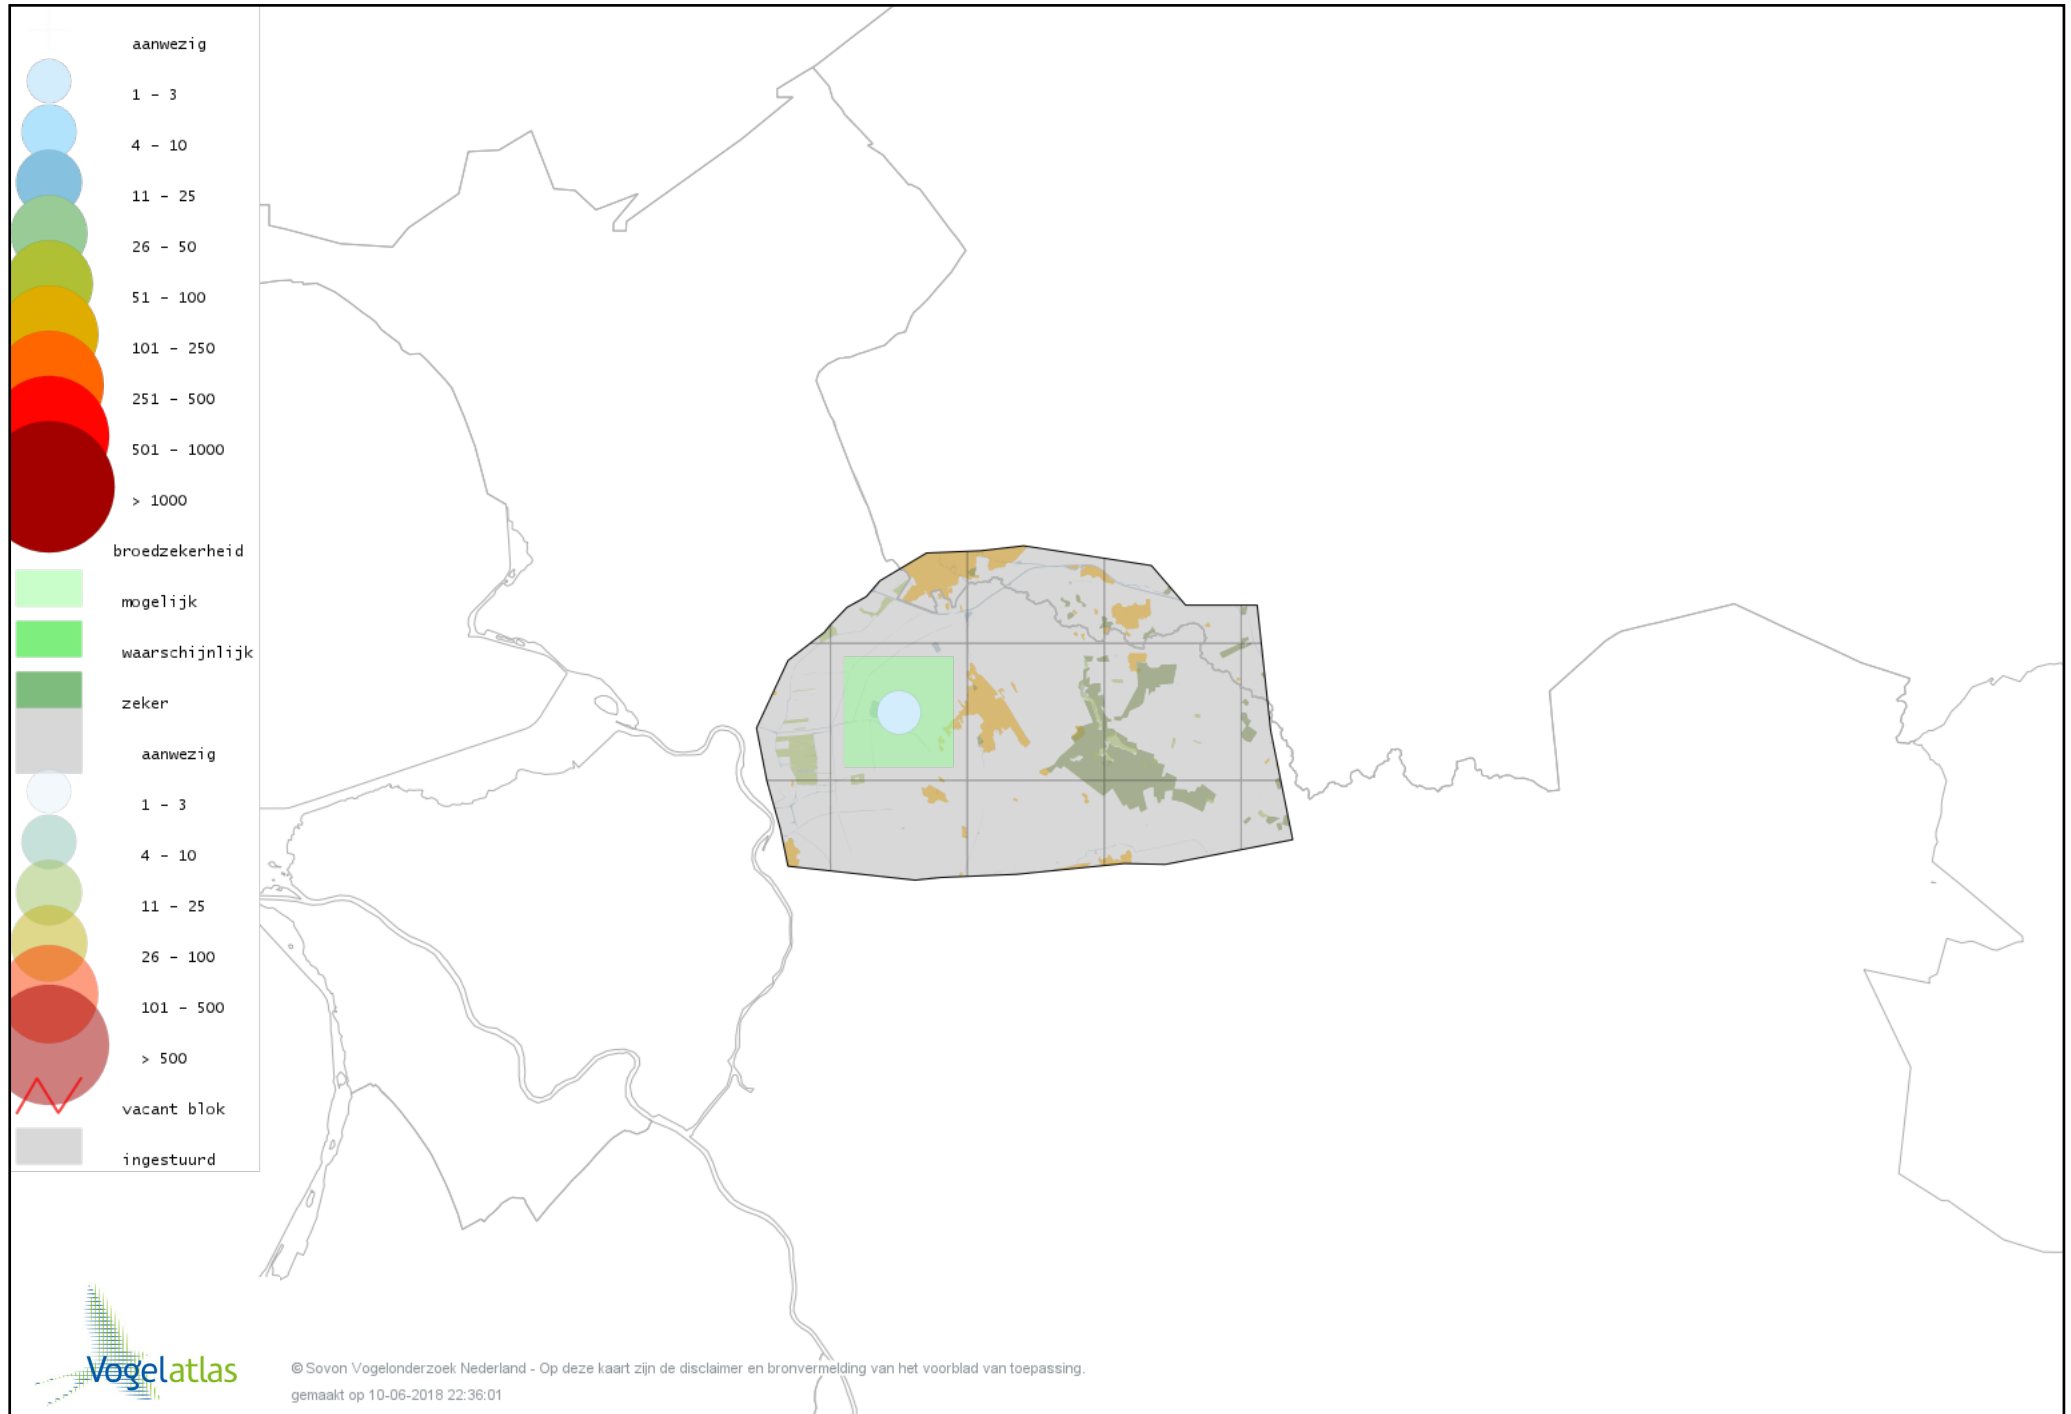 aanwezig
1 - 3
4 - 10
11 - 25
26 - 50
51 - 100
101 - 250
251 - 500
501 - 1000
> 1000
broedzekerheid
mogelijk
waarschijnlijk
zeker
aanwezig
1 - 3
4 - 10
11 - 25
26 - 100
101 - 500
> 500
vacant blok
ingestuurd
Vogelatlas
© Sovon Vogelonderzoek Nederland - Op deze kaart zijn de disclaimer en bronvermelding van het voorblad van toepassing.
gemaakt op 10-06-2018 22:36:01